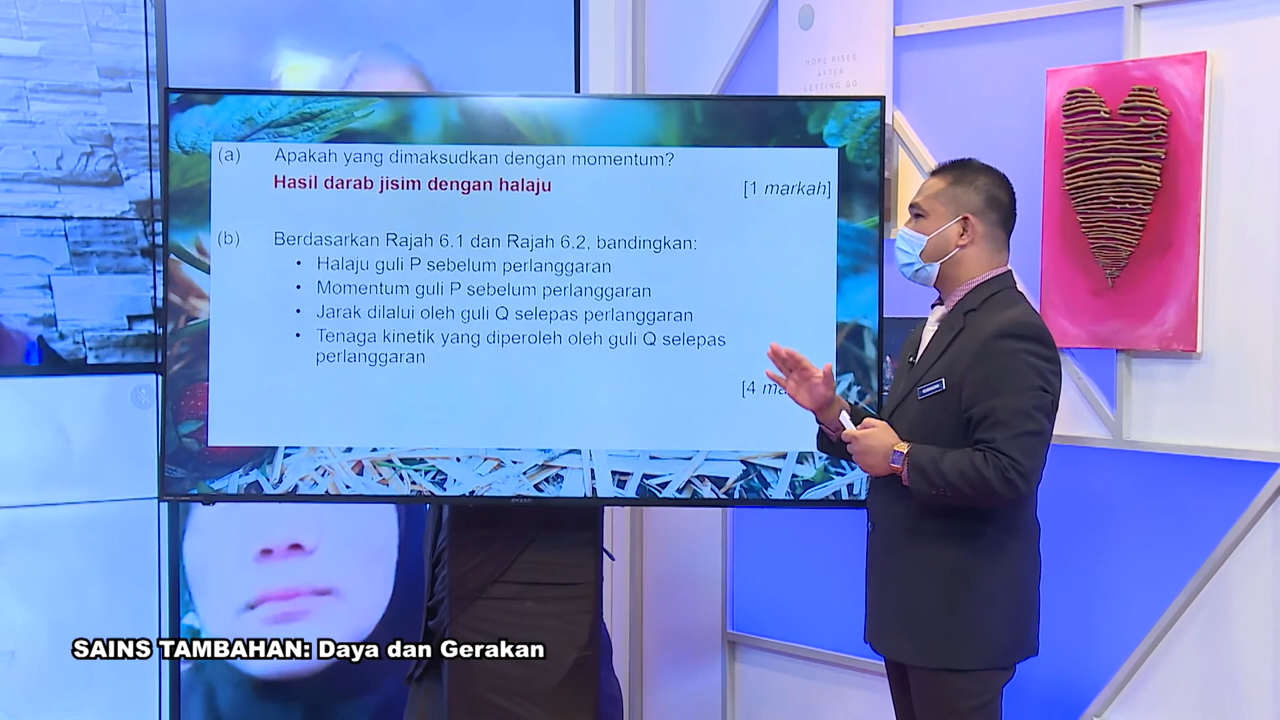 HOPE RISES
AFTER
LETTING GO
(a) Apakah yang dimaksudkan dengan momentum?
Hasil darab jisim dengan halaju
[1 markah]
(b) Berdasarkan Rajah 6.1 dan Rajah 6.2, bandingkan:
• Halaju guli P sebelum perlanggaran
• Momentum guli P sebelum perlanggaran
• Jarak dilalui oleh guli Q selepas perlanggaran
• Tenaga kinetik yang diperoleh oleh guli Q selepas
perlanggaran
[4 ma
SAINS TAMBAHAN: Daya dan Gerakan